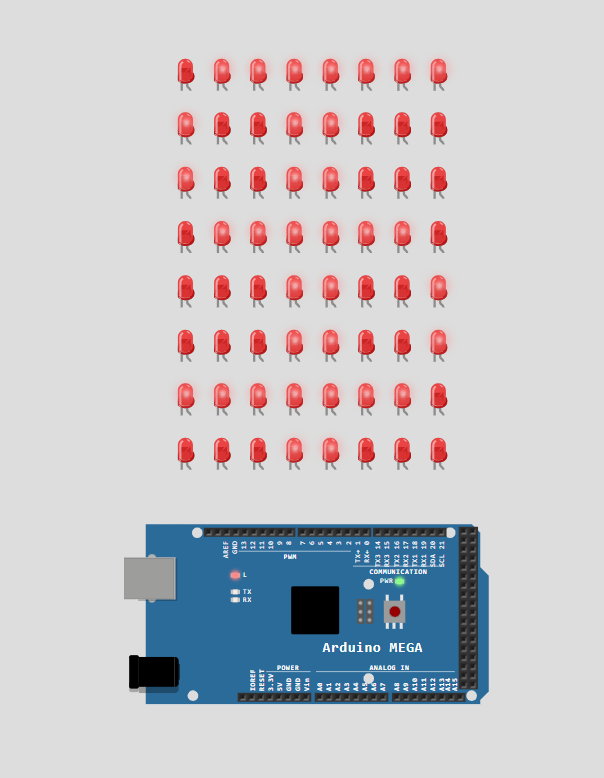 AREF
GND
13
12
11
10
9
8
7
6
5
4
3
2
TX→ 1
RX← 0
TX3 14
RX3 15
TX2 16
RX2 17
TX1 18
RX1 19
SDA 20
SCL 21
PWM
COMMUNICATION
L
PWR
TX
RX
Arduino MEGA
POWER
ANALOG IN
IOREF
RESET
3.3V
5V
GND
GND
Vin
A0
A1
A2
A3
A4
A5
A6
A7
A8
A9
A10
A11
A12
A13
A14
A15